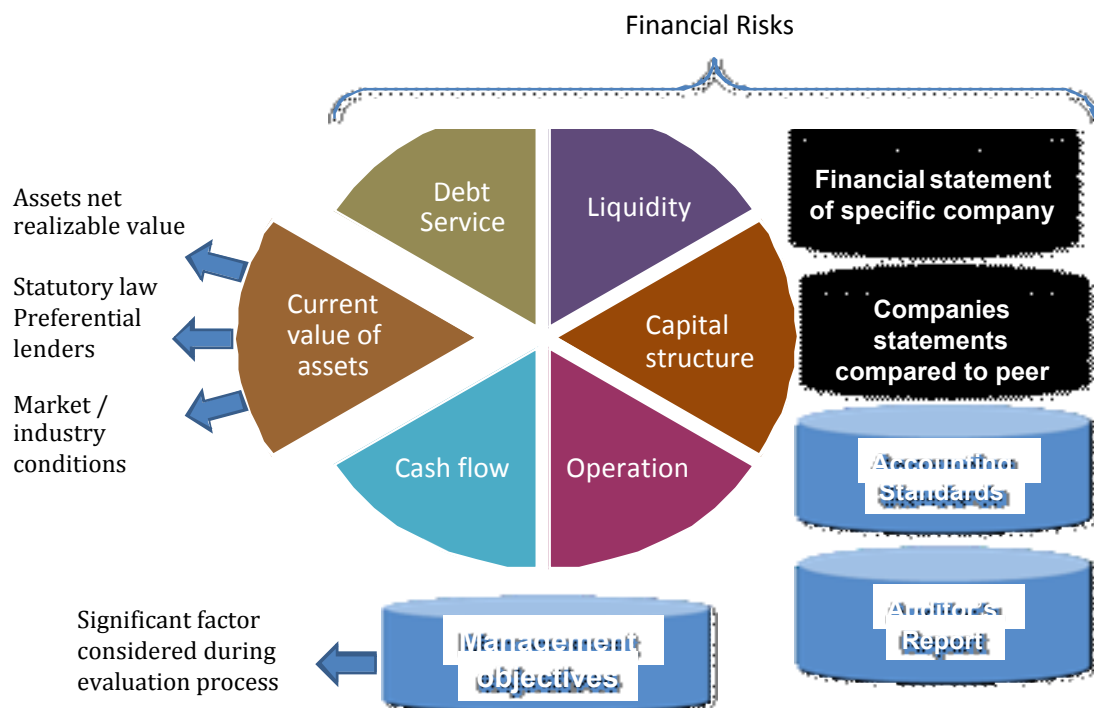 Financial Risks
Debt
Service
Liquidity
Financial statement
of specific company
Assets net
realizable value
Statutory law
Preferential
lenders
Market /
industry
conditions
Current
value of
assets
Capital
structure
Companies
statements
compared to peer
Cash flow
Operation
Accounting
Standards
Auditor's
Report
Significant factor
considered during
evaluation process
Management
objectives